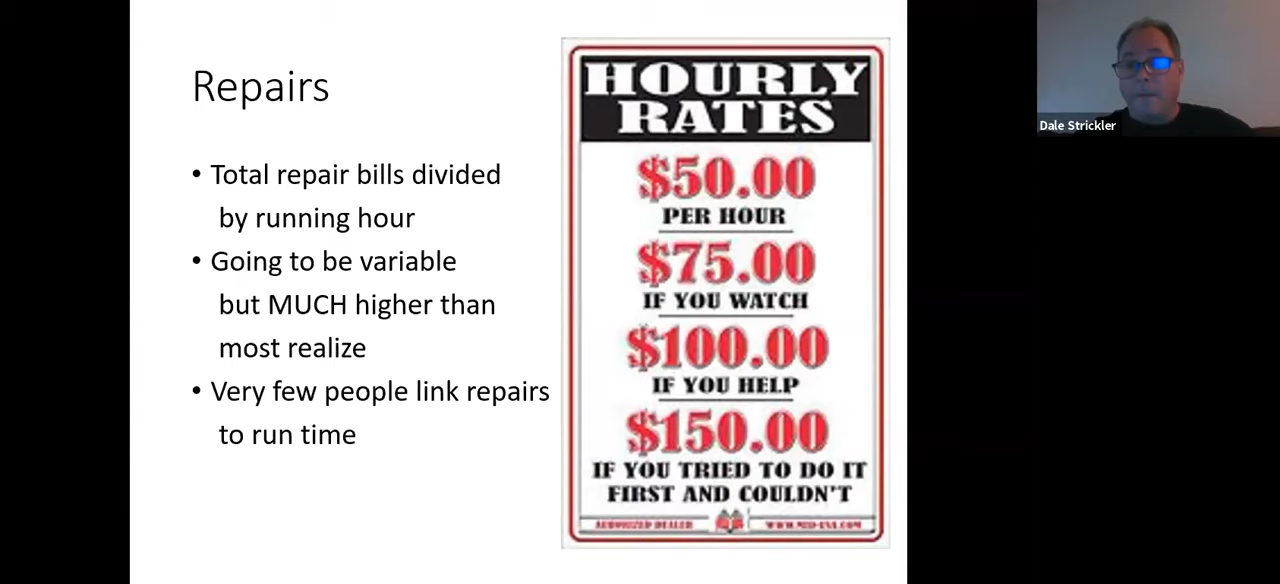 Repairs
• Total repair bills divided
by running hour
• Going to be variable
but MUCH higher than
most realize
• Very few people link repairs
to run time
HOURLY
RATES
$50.00
PER HOUR
$75.00
IF YOU WATCH
$100.00
IF YOU HELP
$150.00
IF YOU TRIED TO DO IT
FIRST AND COULDN'T
AUTHORIZED DEALER
Dale Strickler